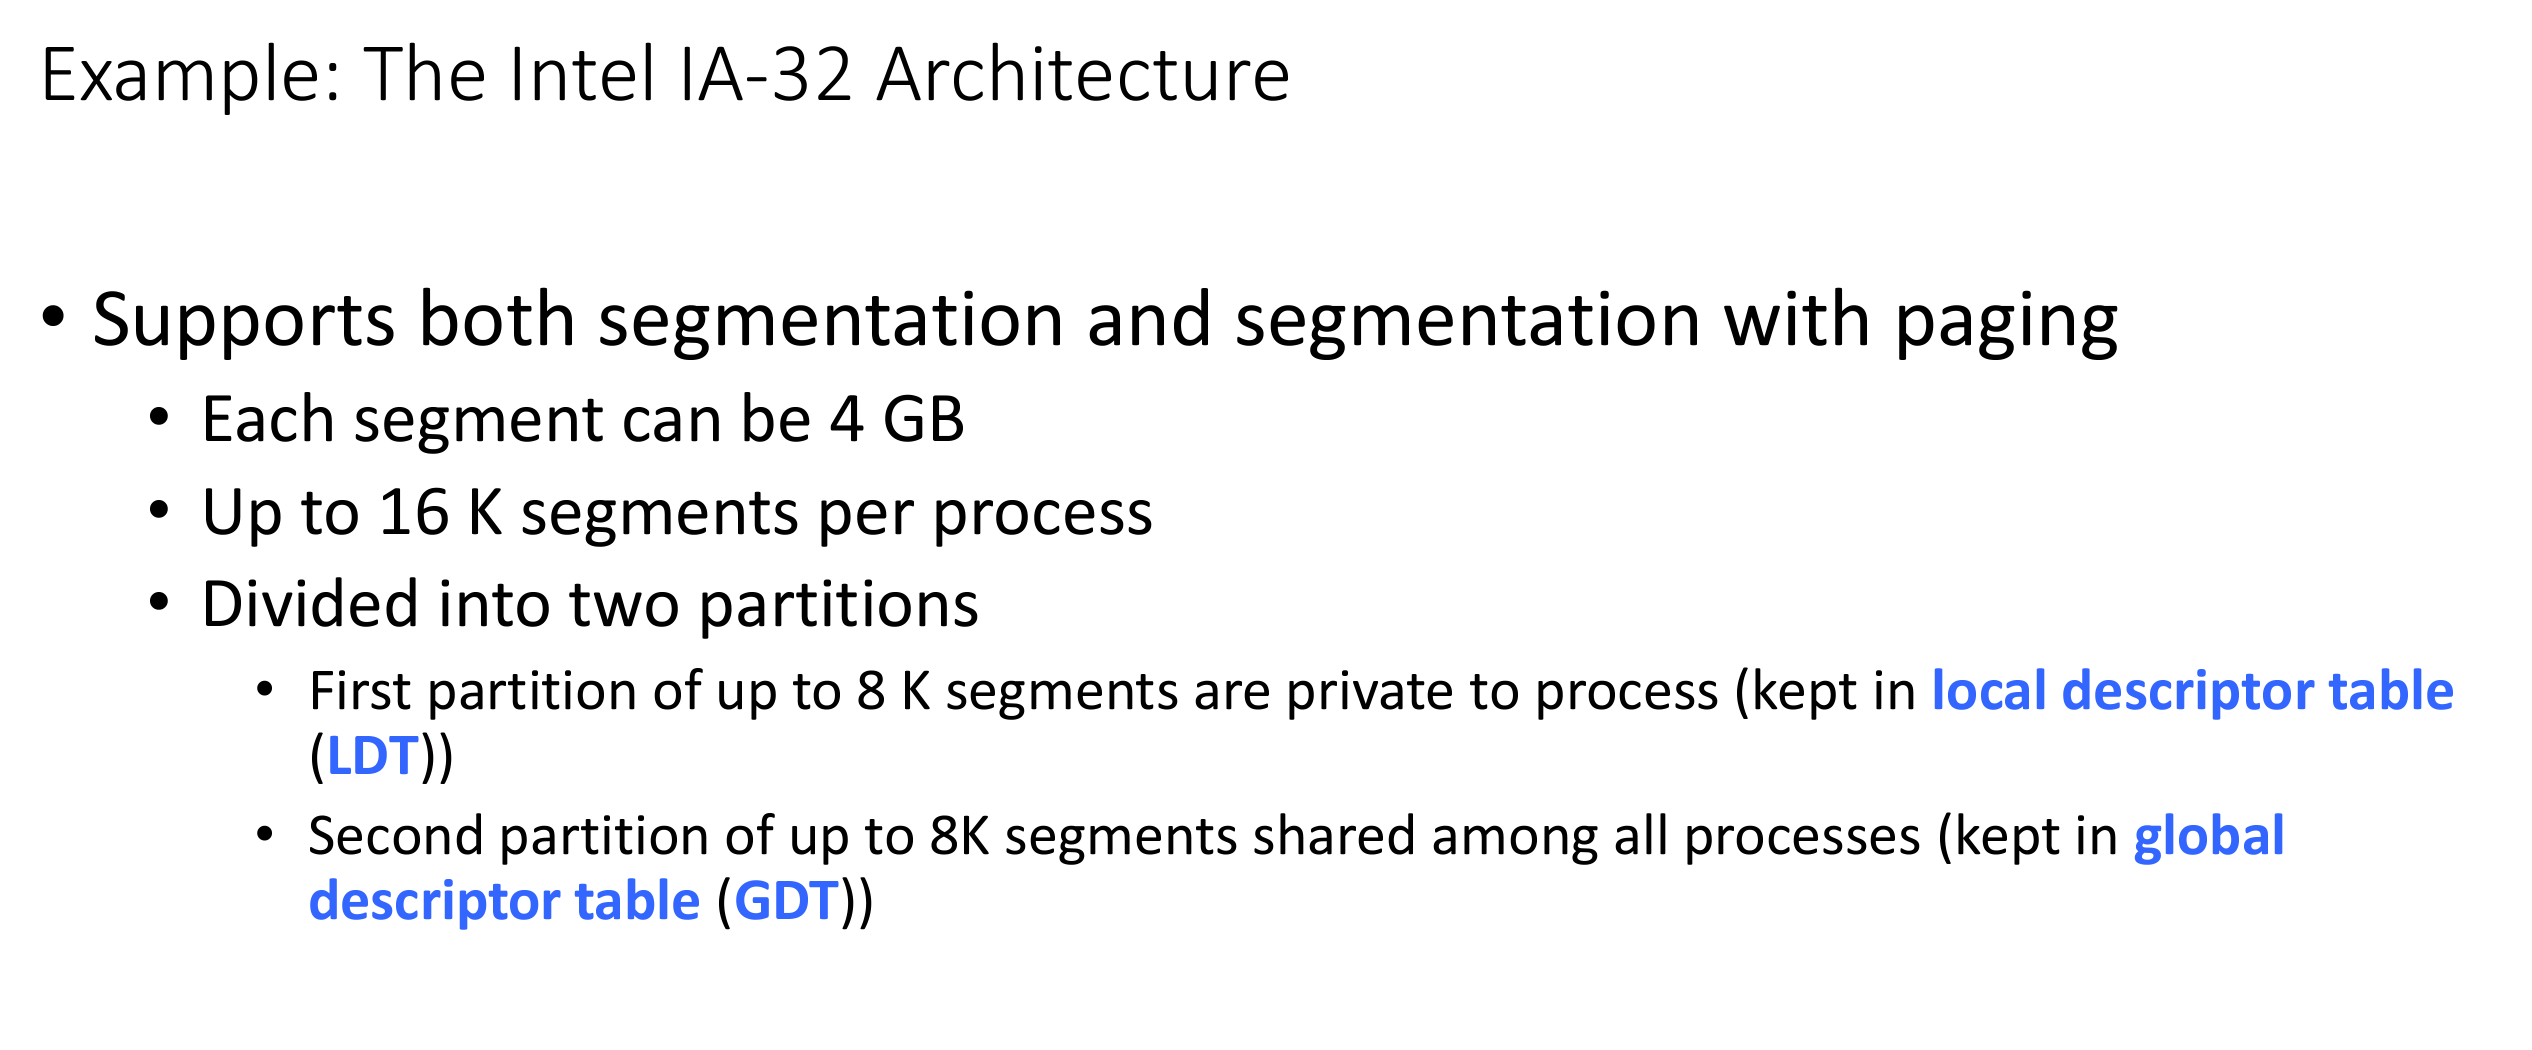 Example: The Intel IA-32 Architecture
• Supports both segmentation and segmentation with paging
• Each segment can be 4 GB
• Up to 16 K segments per process
• Divided into two partitions
• First partition of up to 8 K segments are private to process (kept in local descriptor table
(LDT))
• Second partition of up to 8K segments shared among all processes (kept in global
descriptor table (GDT))